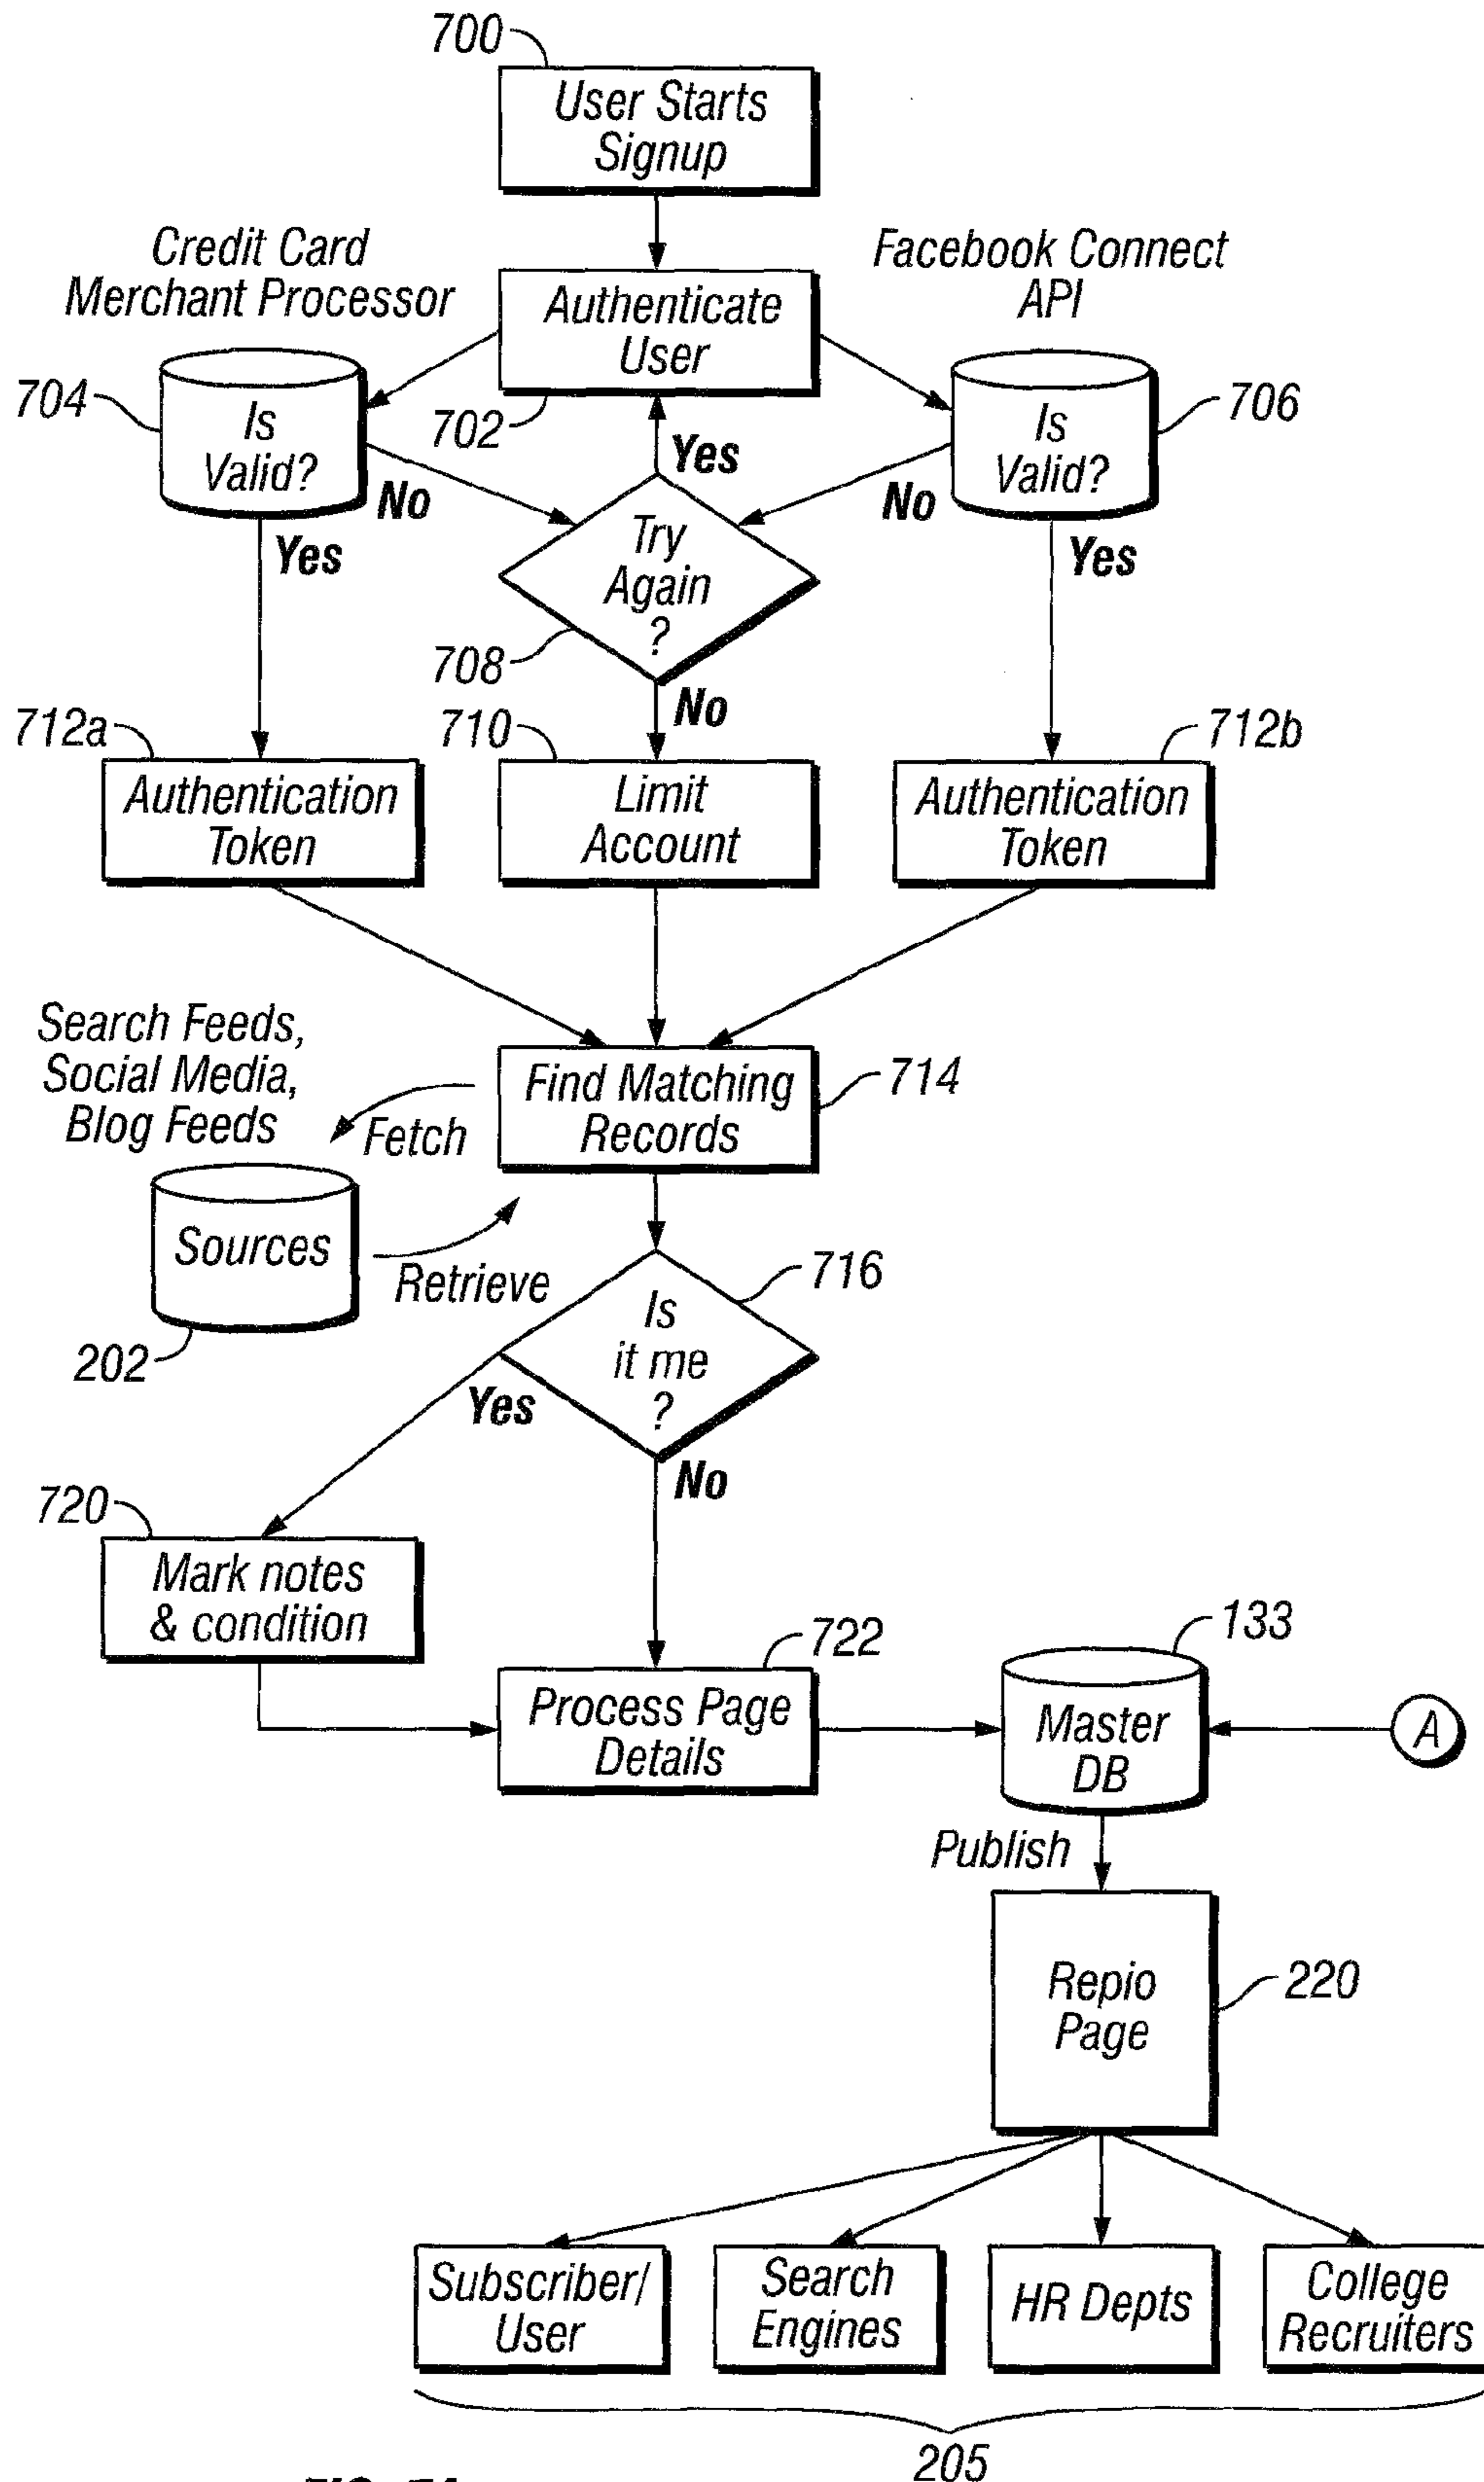 700
User Starts
Signup
Credit Card
Merchant Processor
Facebook Connect
API
Authenticate
User
702
704
Is
Valid?
706
Is
Valid?
Yes
No
No
Yes
Yes
Try
Again
?
708
No
712a
710
712b
Authentication
Token
Limit
Account
Authentication
Token
Search Feeds,
Social Media,
Blog Feeds
Find Matching
Records
714
Fetch
Sources
Retrieve
202
716
Is
it me
?
Yes
No
720
Mark notes
& condition
722
Process Page
Details
133
Master
DB
A
Publish
Repio
Page
220
Subscriber/
User
Search
Engines
HR Depts
College
Recruiters
205